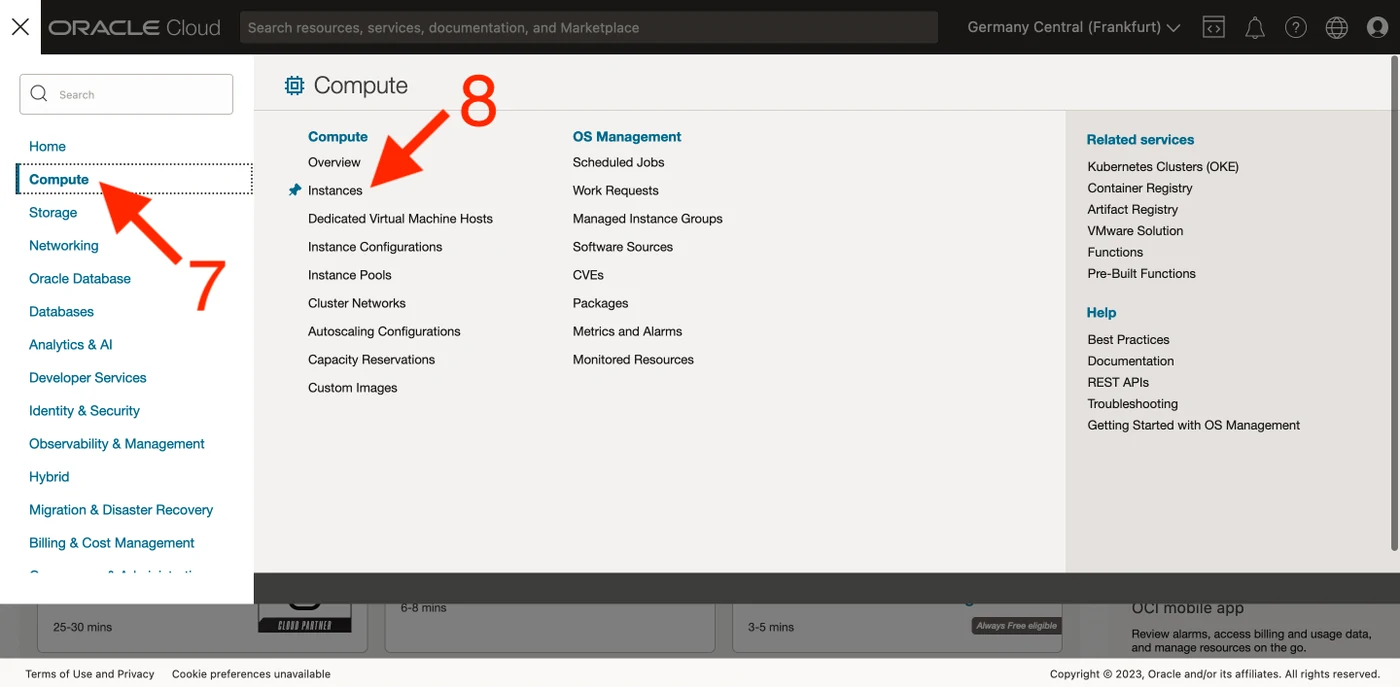 ORACLE Cloud
Search resources, services, documentation, and Marketplace
Germany Central (Frankfurt)
Search
Home
Compute
Storage
Networking
Oracle Database
Databases
Analytics & AI
Developer Services
Identity & Security
Observability & Management
Hybrid
Migration & Disaster Recovery
Billing & Cost Management
7
8
Compute
Compute
Overview
Instances
Dedicated Virtual Machine Hosts
Instance Configurations
Instance Pools
Cluster Networks
Autoscaling Configurations
Capacity Reservations
Custom Images
OS Management
Scheduled Jobs
Work Requests
Managed Instance Groups
Software Sources
CVEs
Packages
Metrics and Alarms
Monitored Resources
Related services
Kubernetes Clusters (OKE)
Container Registry
Artifact Registry
VMware Solution
Functions
Pre-Built Functions
Help
Best Practices
Documentation
REST APIs
Troubleshooting
Getting Started with OS Management
25-30 mins
CLOUD PARTNER
6-8 mins
3-5 mins
Always Free eligible
OCI mobile app
Review alarms, access billing and usage data,
and manage resources on the go.
Terms of Use and Privacy
Cookie preferences unavailable
Copyright © 2023, Oracle and/or its affiliates. All rights reserved.